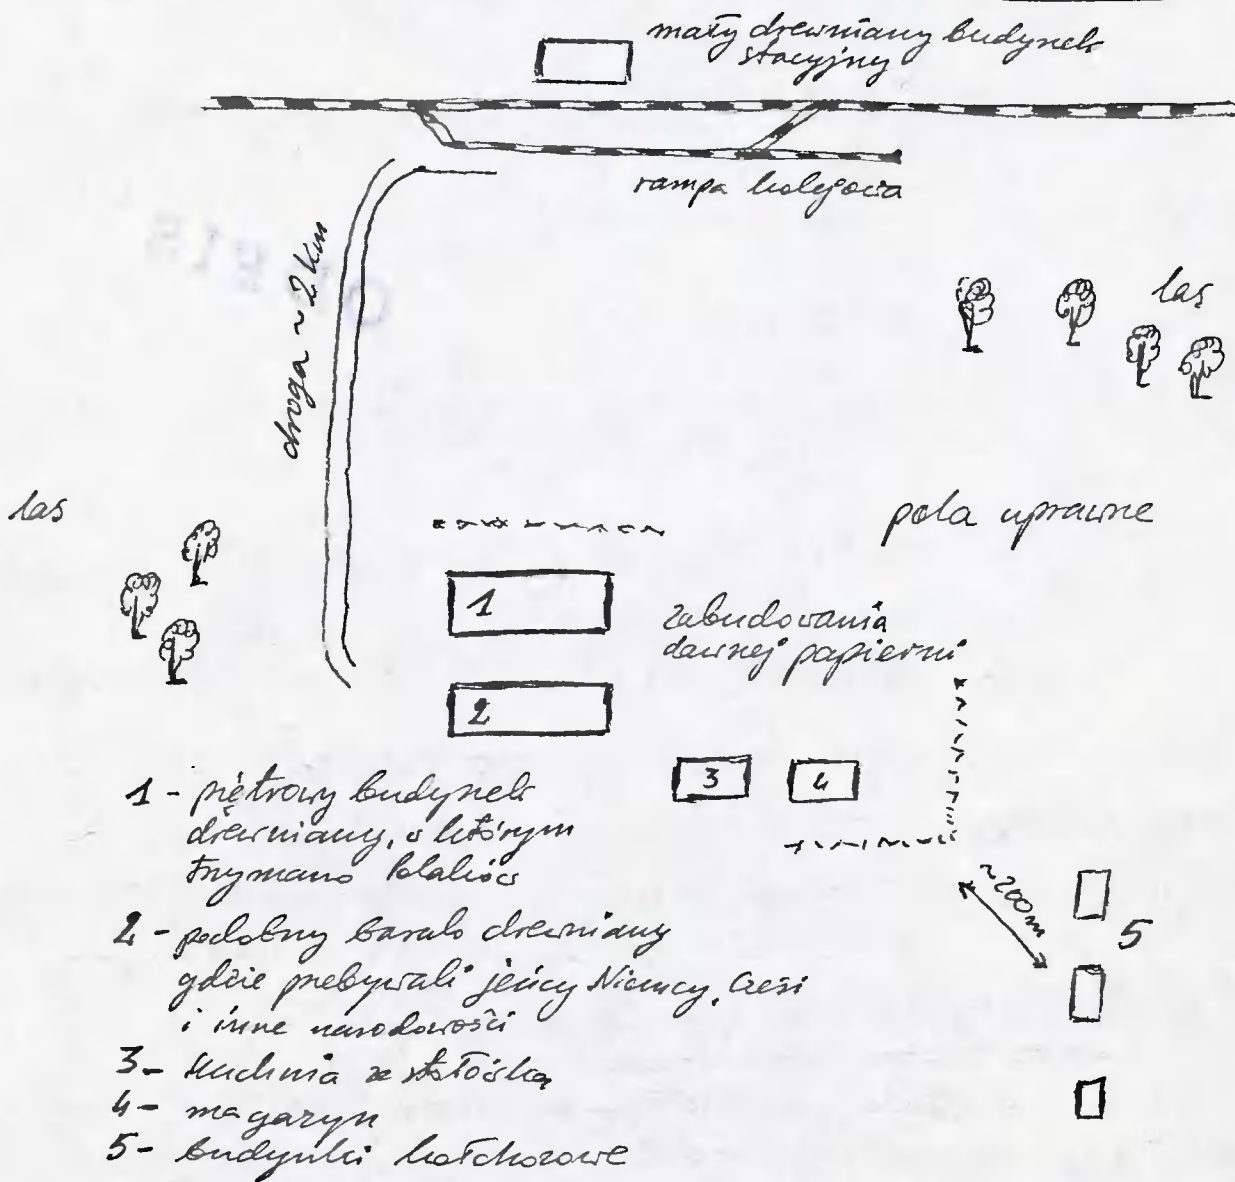 mały drewniany budynek
stacyjny
rampa kolejowa
droga ~ 2 km
las
las
pola uprawne
1
zabudowania
dawnej papierni
2
3
4
1 - piętrowy budynek
drewniany, w którym
trzymano Polaków
~200m
5
2 - podobny barak drewniany
gdzie przebywali jeńcy Niemcy, Czesi
i inne narodowości
3 - kuchnia ze stołówką
4 - magazyn
5 - budynki kołchozowe